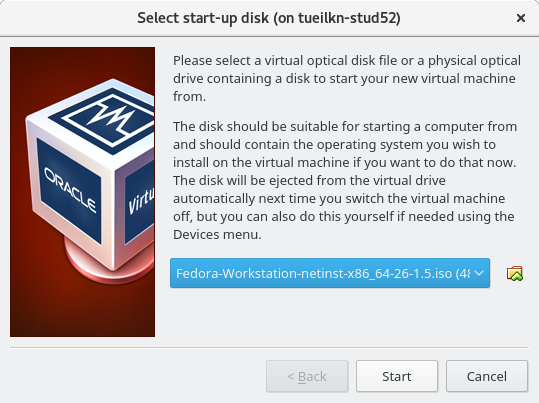 Select start-up disk (on tueilkn-stud52)
Please select a virtual optical disk file or a physical optical
drive containing a disk to start your new virtual machine
from.
The disk should be suitable for starting a computer from
and should contain the operating system you wish to
install on the virtual machine if you want to do that now.
The disk will be ejected from the virtual drive
automatically next time you switch the virtual machine
off, but you can also do this yourself if needed using the
Devices menu.
ORACLE
Virtu
Fedora-Workstation-netinst-x86_64-26-1.5.iso (48
< Back
Start
Cancel